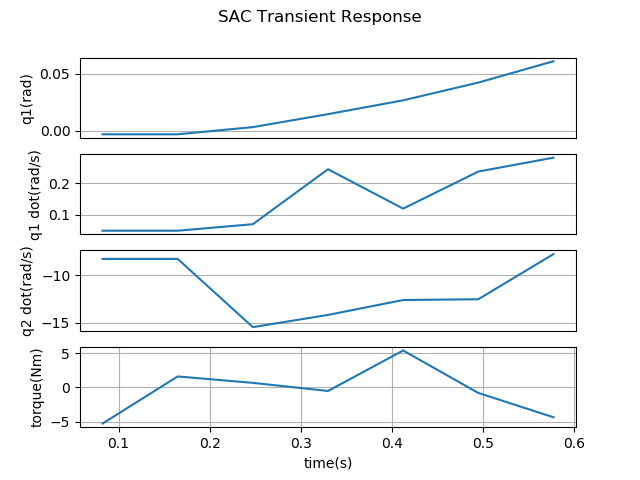 SAC Transient Response
q1(rad)
0.05
0.00
q1 dot(rad/s)
0.2
0.1
q2 dot(rad/s)
−10
−15
torque(Nm)
5
0
−5
0.1 0.2 0.3 0.4 0.5 0.6
time(s)